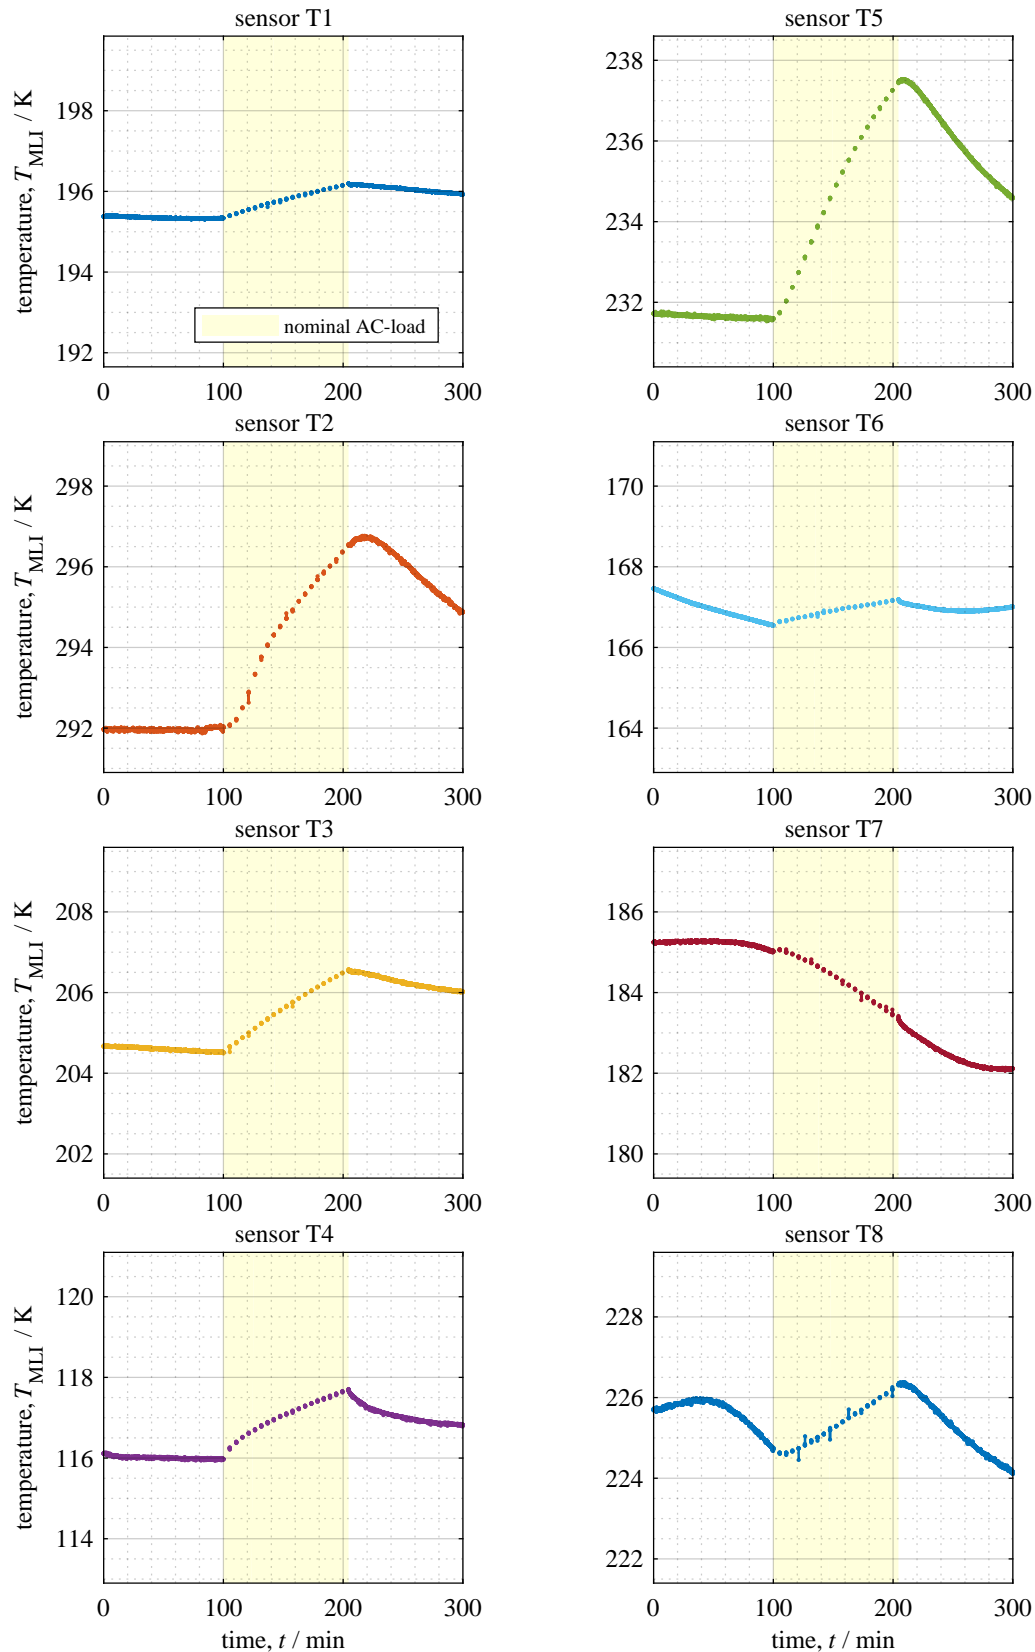 sensor T1
temperature, T_MLI / K
198
196
194
192
nominal AC-load
0 100 200 300
sensor T5
238
236
234
232
0 100 200 300
sensor T2
temperature, T_MLI / K
298
296
294
292
0 100 200 300
sensor T6
170
168
166
164
0 100 200 300
sensor T3
temperature, T_MLI / K
208
206
204
202
0 100 200 300
sensor T7
186
184
182
180
0 100 200 300
sensor T4
temperature, T_MLI / K
120
118
116
114
0 100 200 300
time, t / min
sensor T8
228
226
224
222
0 100 200 300
time, t / min